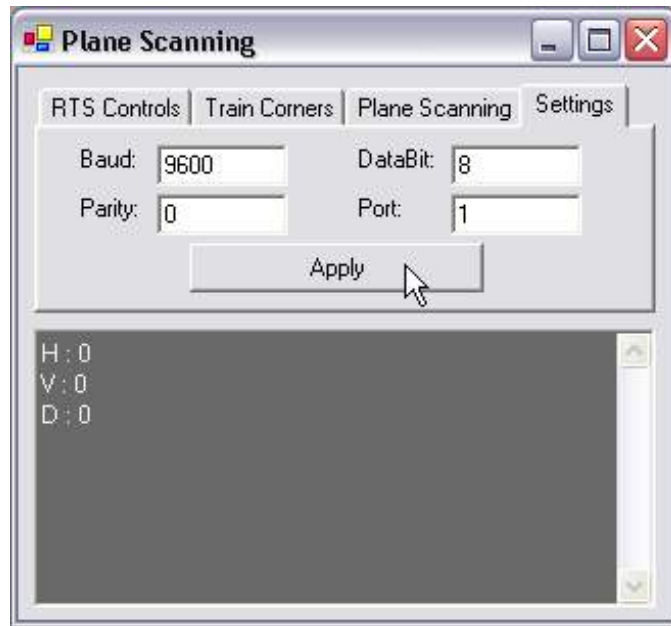 Plane Scanning
RTS Controls Train Corners Plane Scanning Settings
Baud: 9600 DataBit: 8
Parity: 0 Port: 1
Apply
H : 0
V : 0
D : 0